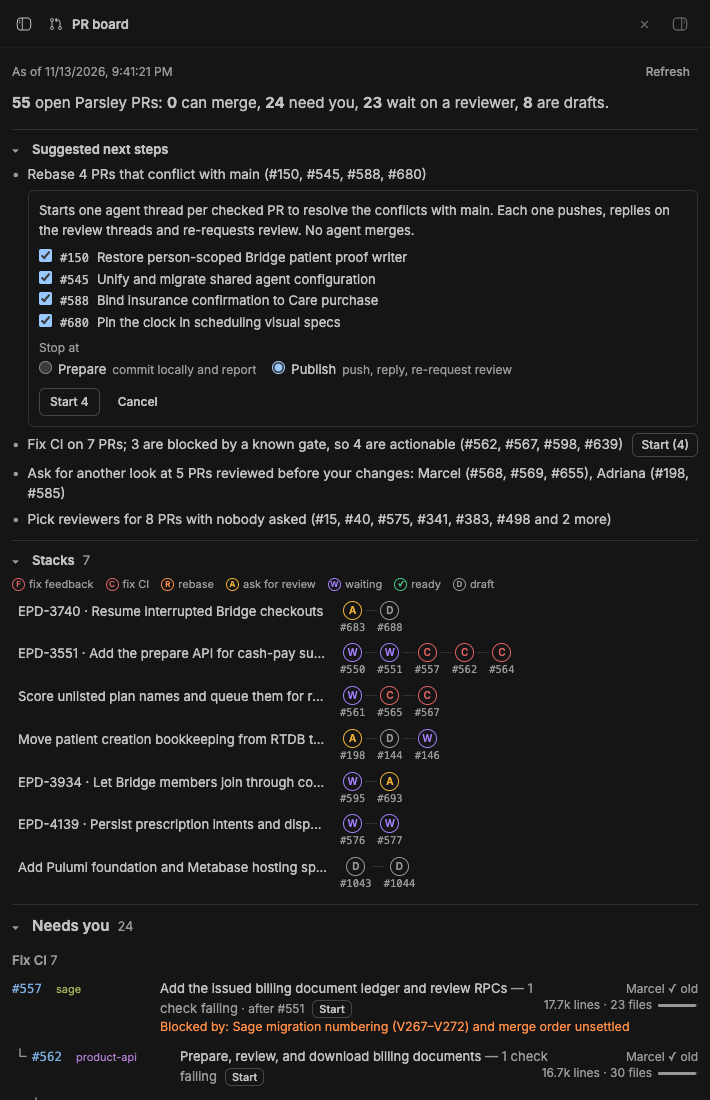 PR board
As of 11/13/2026, 9:41:21 PM
Refresh
55 open Parsley PRs: 0 can merge, 24 need you, 23 wait on a reviewer, 8 are drafts.
Suggested next steps
Rebase 4 PRs that conflict with main (#150, #545, #588, #680)
Starts one agent thread per checked PR to resolve the conflicts with main. Each one pushes, replies on
the review threads and re-requests review. No agent merges.
#150 Restore person-scoped Bridge patient proof writer
#545 Unify and migrate shared agent configuration
#588 Bind insurance confirmation to Care purchase
#680 Pin the clock in scheduling visual specs
Stop at
Prepare commit locally and report Publish push, reply, re-request review
Start 4 Cancel
Fix CI on 7 PRs; 3 are blocked by a known gate, so 4 are actionable (#562, #567, #598, #639) Start (4)
Ask for another look at 5 PRs reviewed before your changes: Marcel (#568, #569, #655), Adriana (#198,
#585)
Pick reviewers for 8 PRs with nobody asked (#15, #40, #575, #341, #383, #498 and 2 more)
Stacks 7
F fix feedback C fix CI R rebase A ask for review W waiting ready D draft
EPD-3740 · Resume interrupted Bridge checkouts A D
#683 #688
EPD-3551 · Add the prepare API for cash-pay su... W W C C C
#550 #551 #557 #562 #564
Score unlisted plan names and queue them for r... W C C
#561 #565 #567
Move patient creation bookkeeping from RTDB t... A D W
#198 #144 #146
EPD-3934 · Let Bridge members join through co... W A
#595 #693
EPD-4139 · Persist prescription intents and disp... W W
#576 #577
Add Pulumi foundation and Metabase hosting sp... D D
#1043 #1044
Needs you 24
Fix CI 7
#557 sage Add the issued billing document ledger and review RPCs — 1 Marcel ✓ old
check failing · after #551 Start 17.7k lines · 23 files
Blocked by: Sage migration numbering (V267–V272) and merge order unsettled
#562 product-api Prepare, review, and download billing documents — 1 check Marcel ✓ old
failing Start 16.7k lines · 30 files